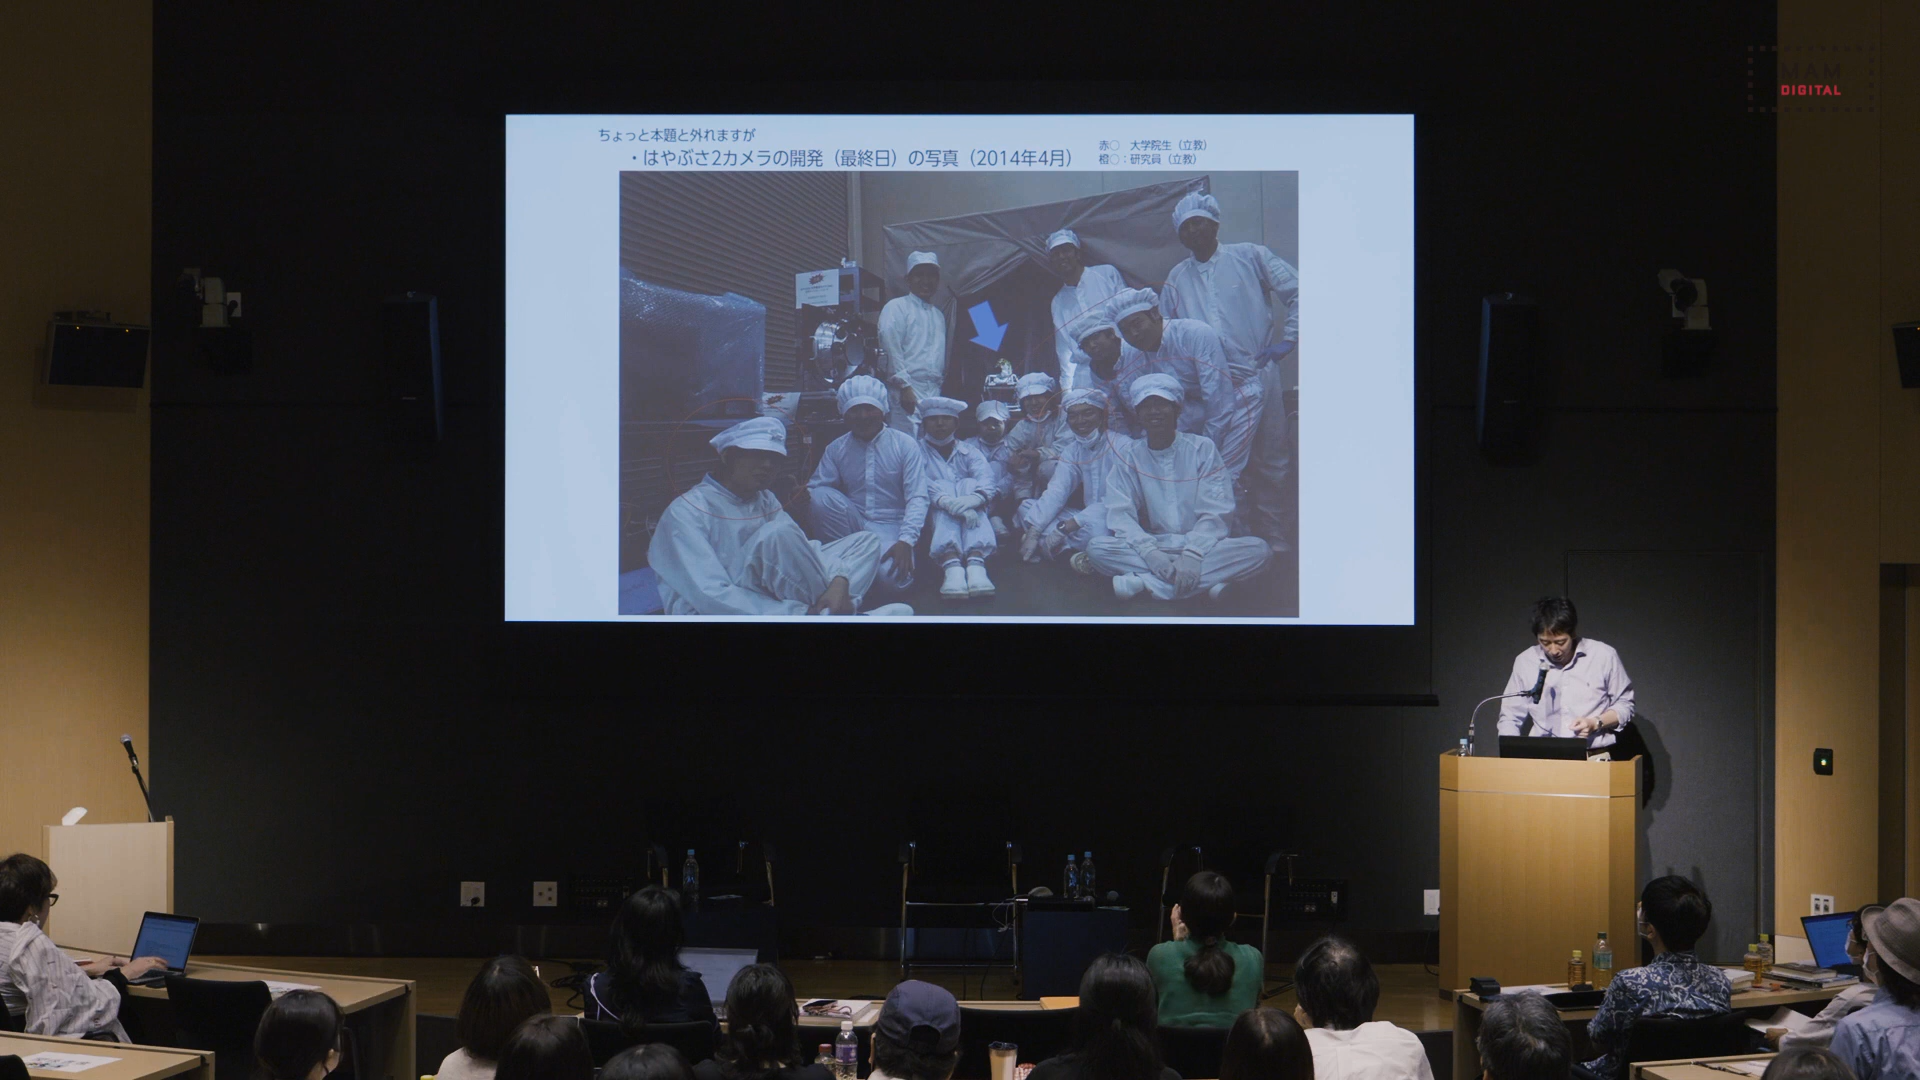 ちょっと本題と外れますが
・はやぶさ2カメラの開発（最終日）の写真（2014年4月）
赤○　大学院生（立教）
橙○：研究員（立教）
MAM
DIGITAL